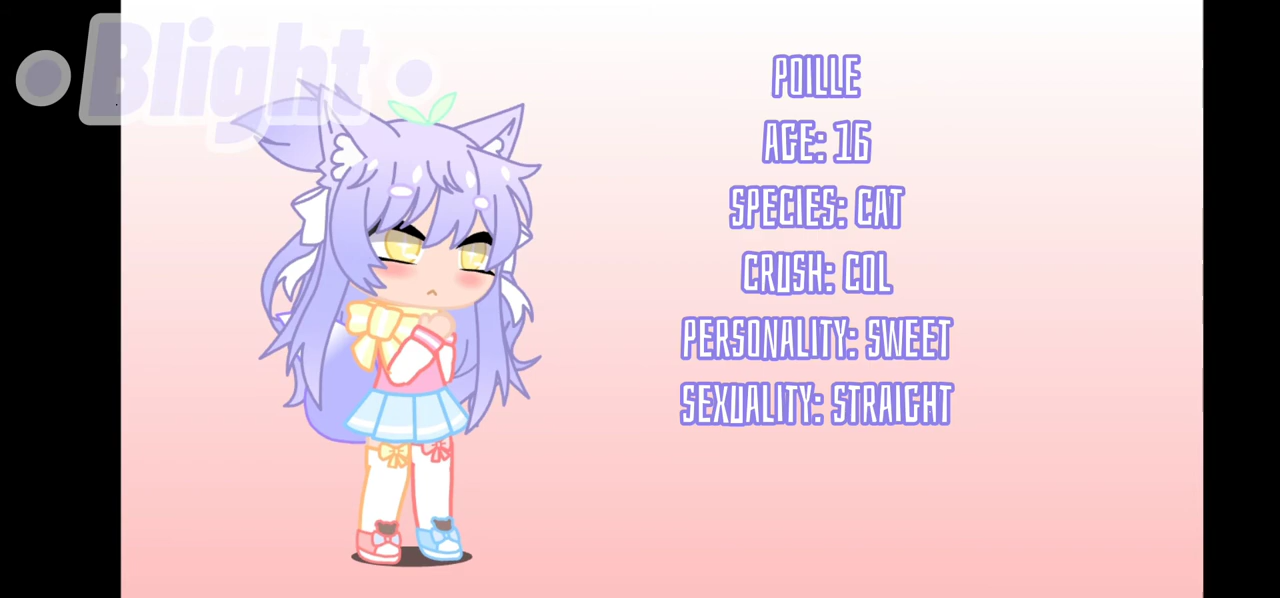 •Blight•
POILLE
AGE: 16
SPECIES: CAT
CRUSH: COL
PERSONALITY: SWEET
SEXUALITY: STRAIGHT